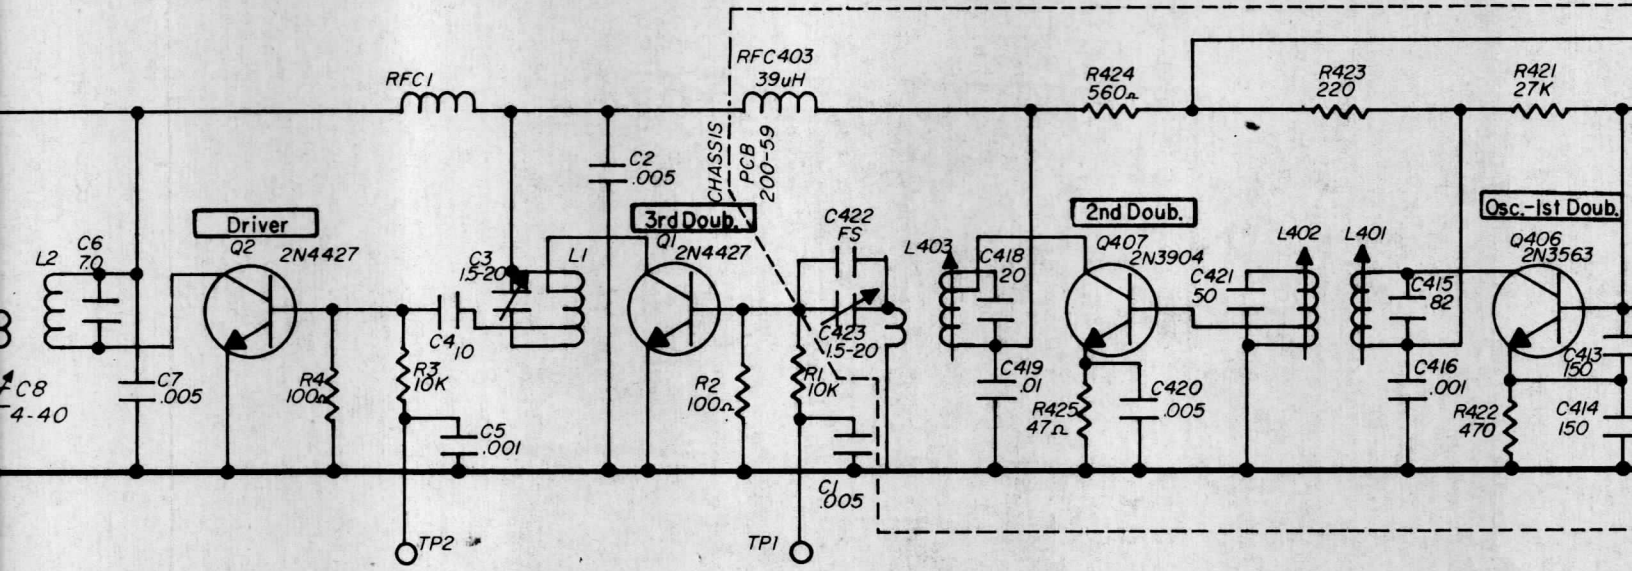 RFC1
RFC403
39uH
R424
560Ω
R423
220
R421
27K
CHASSIS
PCB
200-59
C2
.005
Driver
Q2
2N4427
3rd Doub.
Q1
2N4427
C422
FS
2nd Doub.
Q407
2N3904
Osc.-1st Doub.
Q406
2N3563
L2
C6
7.0
C3
1.5-20
L1
L403
C418
20
C421
50
L402
L401
C415
82
C4
10
C423
1.5-20
C413
150
C8
4-40
C7
.005
R4
100Ω
R3
10K
R2
100Ω
R1
10K
C419
.01
R425
47Ω
C420
.005
C416
.001
R422
470
C414
150
C5
.001
C1
.005
TP2
TP1